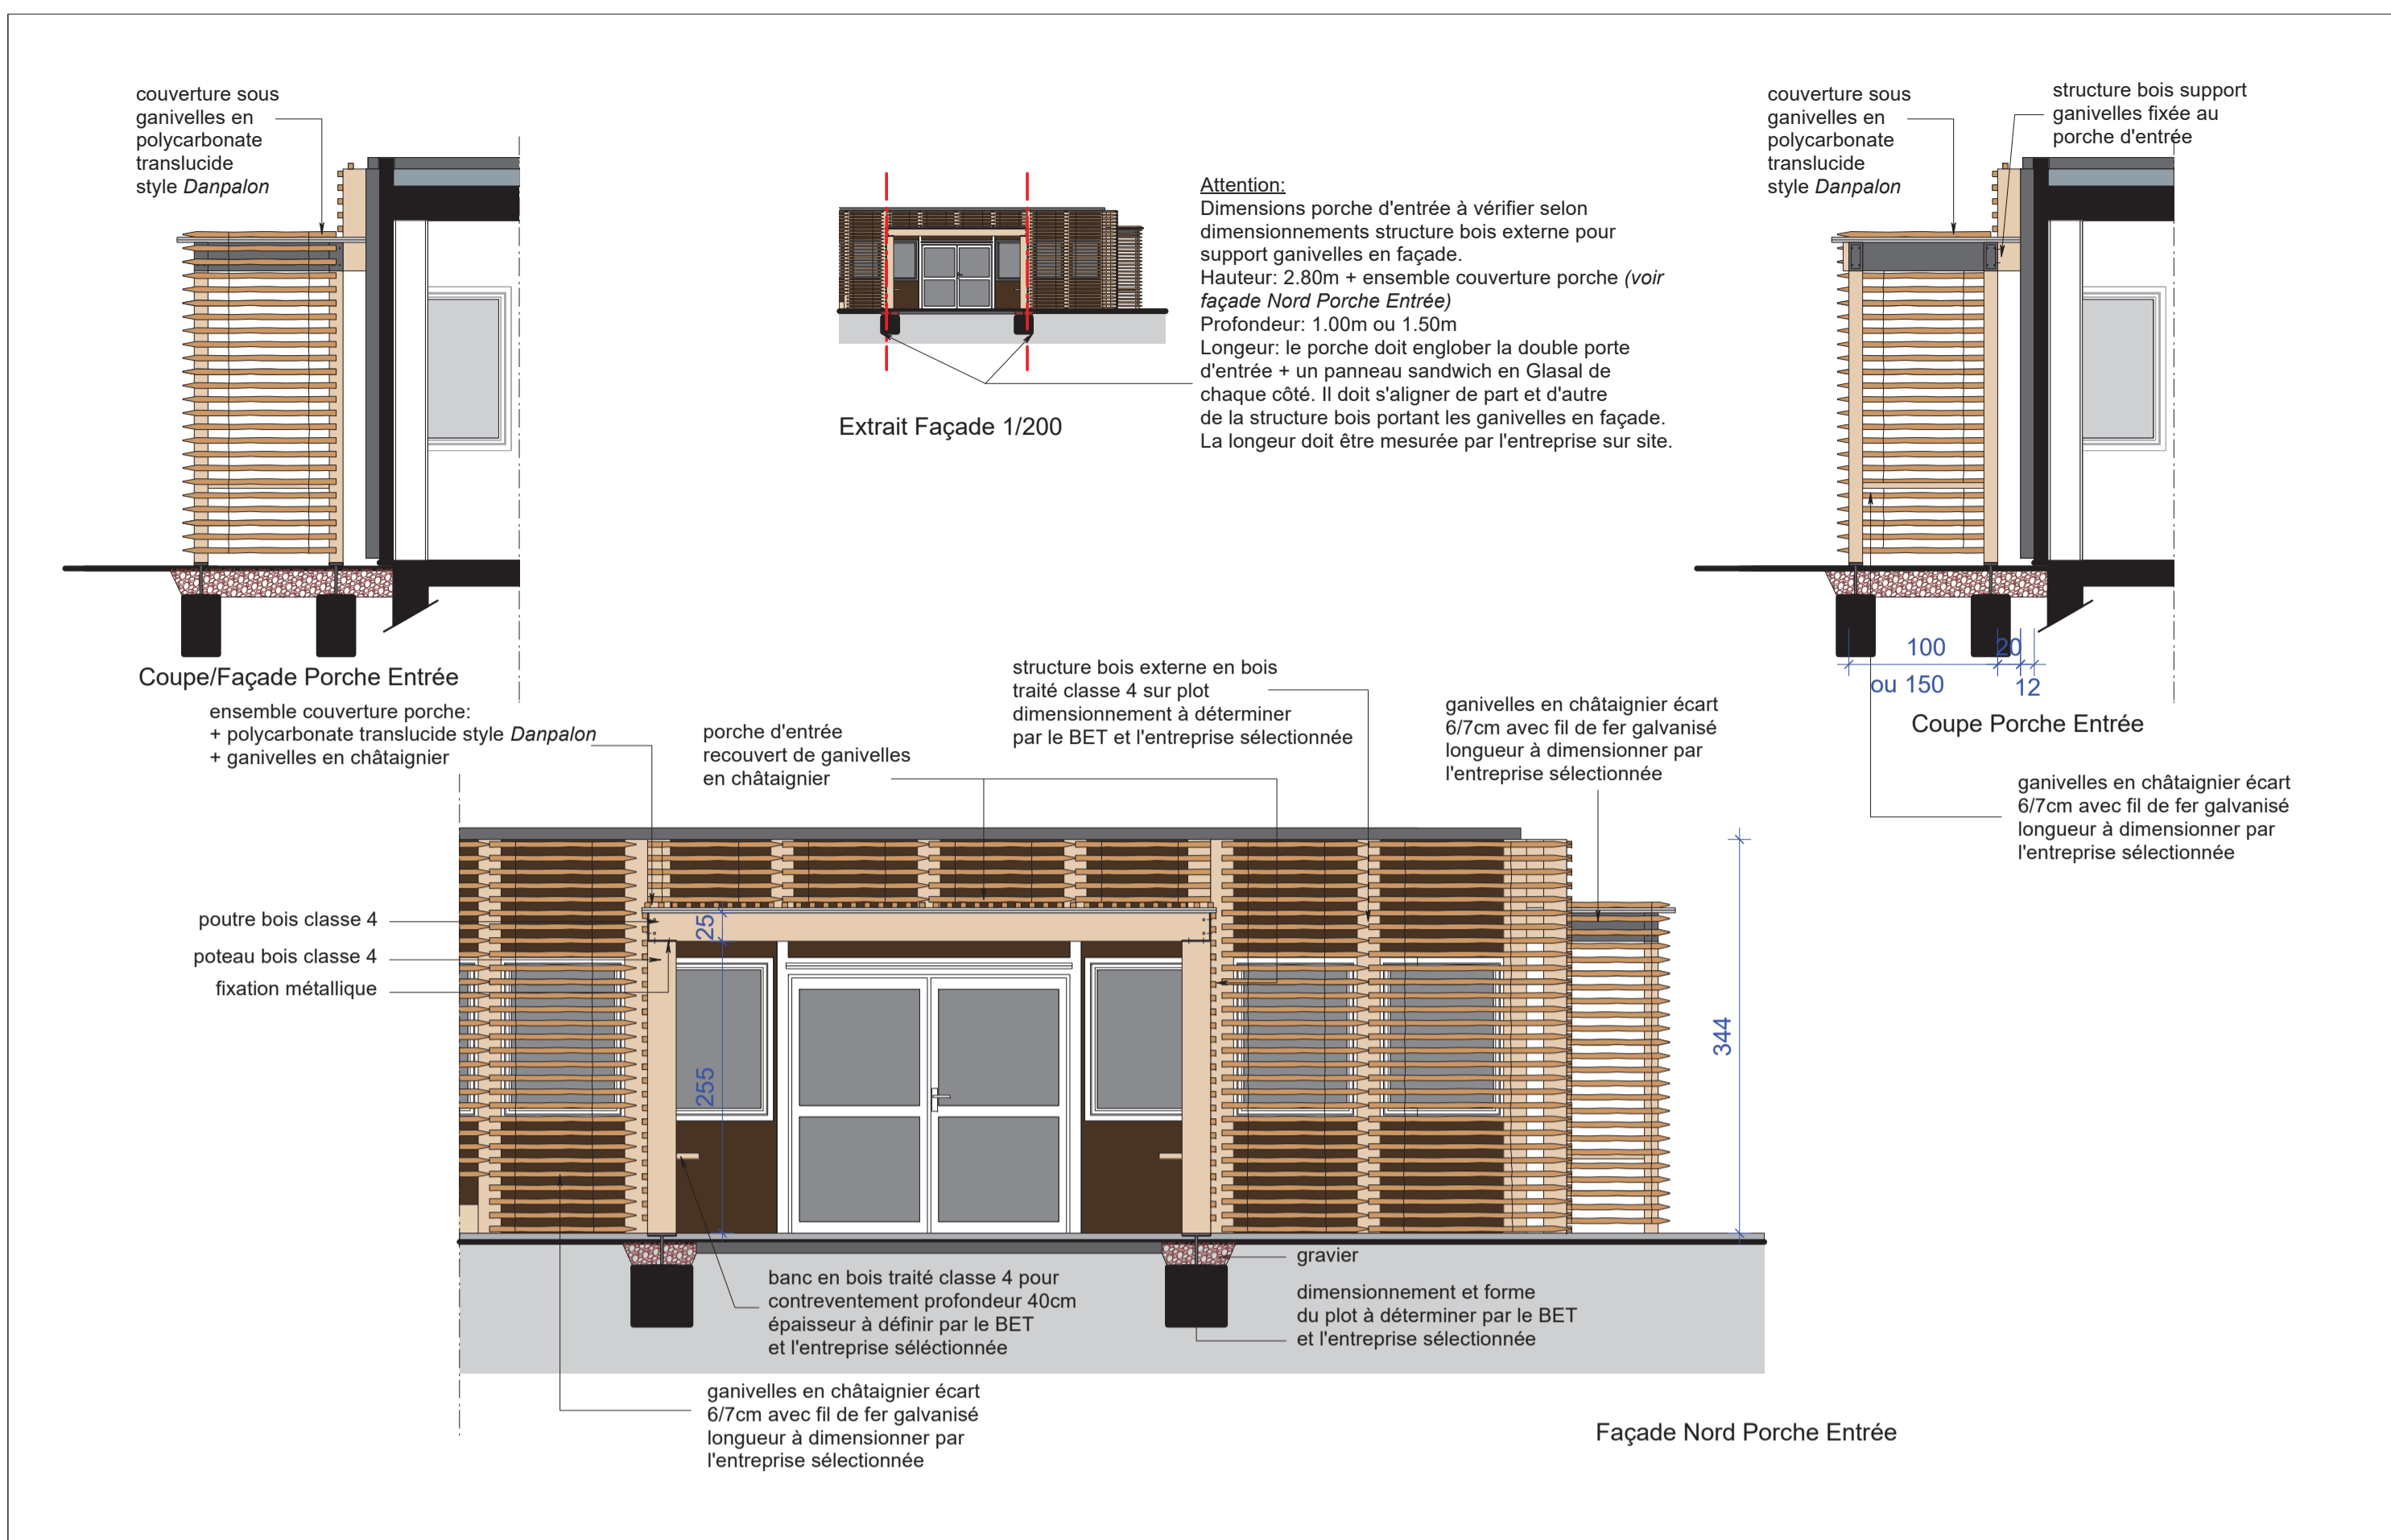 couverture sous
ganivelles en
polycarbonate
translucide
style Danpalon
Coupe/Façade Porche Entrée
Extrait Façade 1/200
Attention:
Dimensions porche d'entrée à vérifier selon
dimensionnements structure bois externe pour
support ganivelles en façade.
Hauteur: 2.80m + ensemble couverture porche (voir
façade Nord Porche Entrée)
Profondeur: 1.00m ou 1.50m
Longeur: le porche doit englober la double porte
d'entrée + un panneau sandwich en Glasal de
chaque côté. Il doit s'aligner de part et d'autre
de la structure bois portant les ganivelles en façade.
La longeur doit être mesurée par l'entreprise sur site.
couverture sous
ganivelles en
polycarbonate
translucide
style Danpalon
structure bois support
ganivelles fixée au
porche d'entrée
100
20
ou 150
12
Coupe Porche Entrée
ganivelles en châtaignier écart
6/7cm avec fil de fer galvanisé
longueur à dimensionner par
l'entreprise sélectionnée
ensemble couverture porche:
+ polycarbonate translucide style Danpalon
+ ganivelles en châtaignier
porche d'entrée
recouvert de ganivelles
en châtaignier
structure bois externe en bois
traité classe 4 sur plot
dimensionnement à déterminer
par le BET et l'entreprise sélectionnée
ganivelles en châtaignier écart
6/7cm avec fil de fer galvanisé
longueur à dimensionner par
l'entreprise sélectionnée
poutre bois classe 4
poteau bois classe 4
fixation métallique
25
255
344
gravier
dimensionnement et forme
du plot à déterminer par le BET
et l'entreprise sélectionnée
banc en bois traité classe 4 pour
contreventement profondeur 40cm
épaisseur à définir par le BET
et l'entreprise séléctionnée
ganivelles en châtaignier écart
6/7cm avec fil de fer galvanisé
longueur à dimensionner par
l'entreprise sélectionnée
Façade Nord Porche Entrée